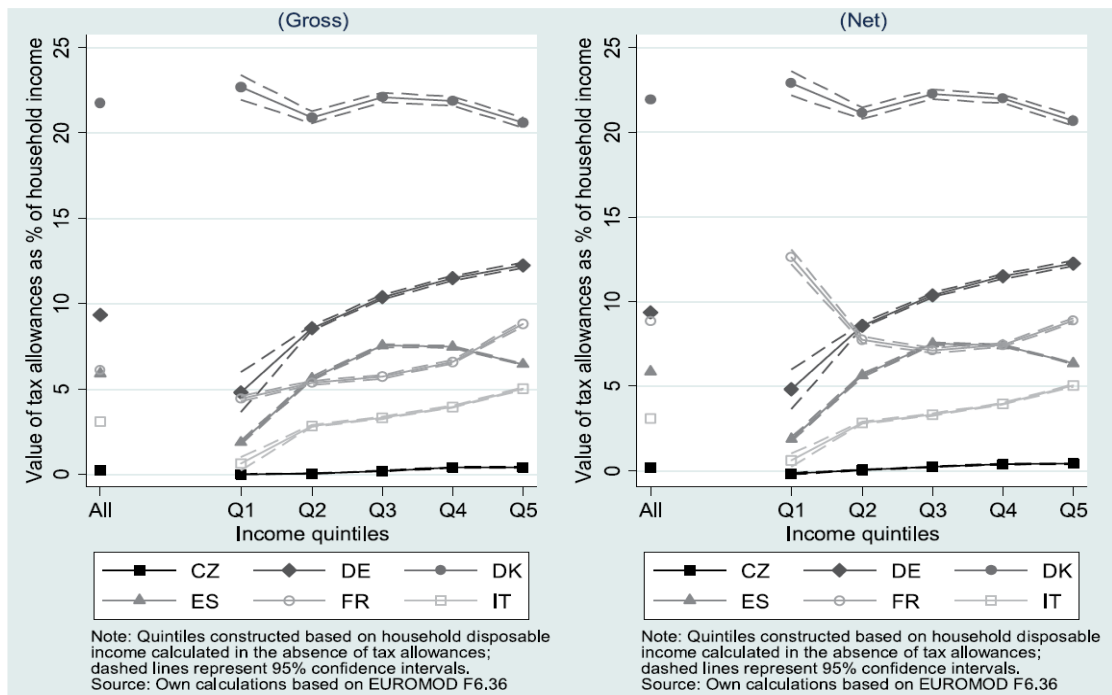 (Gross)
Value of tax allowances as % of household income
25
20
15
10
5
0
All Q1 Q2 Q3 Q4 Q5
Income quintiles
CZ DE DK
ES FR IT
Note: Quintiles constructed based on household disposable
income calculated in the absence of tax allowances;
dashed lines represent 95% confidence intervals.
Source: Own calculations based on EUROMOD F6.36
(Net)
Value of tax allowances as % of household income
25
20
15
10
5
0
All Q1 Q2 Q3 Q4 Q5
Income quintiles
CZ DE DK
ES FR IT
Note: Quintiles constructed based on household disposable
income calculated in the absence of tax allowances;
dashed lines represent 95% confidence intervals.
Source: Own calculations based on EUROMOD F6.36